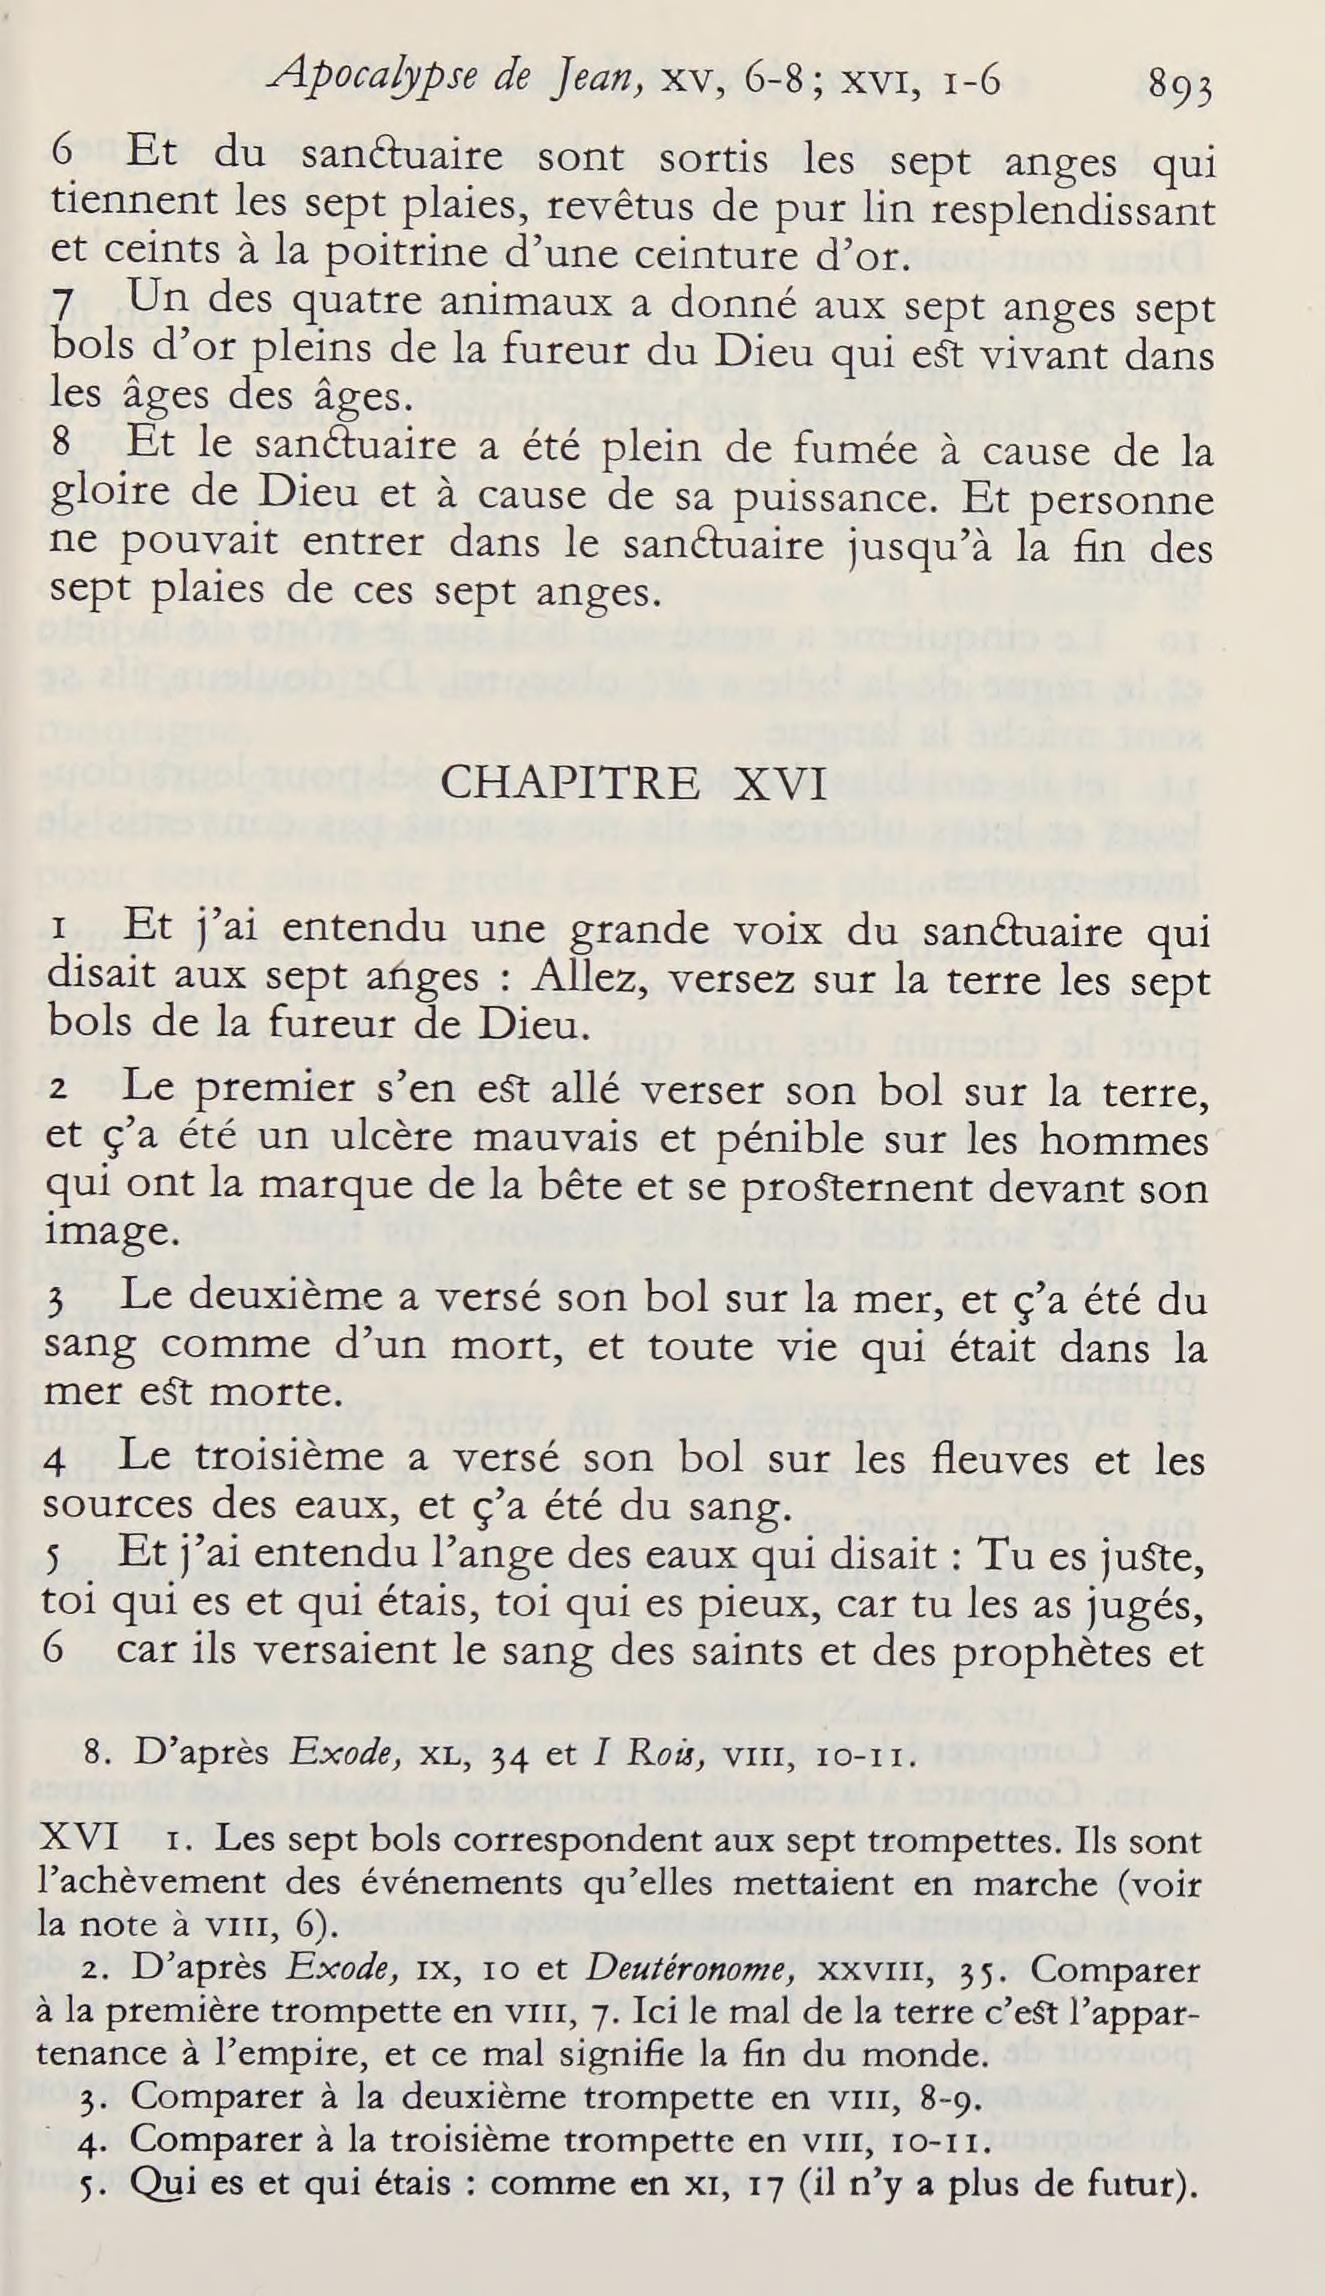 Apocalypse de Jean, XV, 6-8 ; XVI, 1-6 893
6 Et du sanctuaire sont sortis les sept anges qui
tiennent les sept plaies, revêtus de pur lin resplendissant
et ceints à la poitrine d’une ceinture d’or.
7 Un des quatre animaux a donné aux sept anges sept
bols d’or pleins de la fureur du Dieu qui est vivant dans
les âges des âges.
8 Et le sanctuaire a été plein de fumée à cause de la
gloire de Dieu et à cause de sa puissance. Et personne
ne pouvait entrer dans le sanctuaire jusqu’à la fin des
sept plaies de ces sept anges.
CHAPITRE XVI
1 Et j’ai entendu une grande voix du sanctuaire qui
disait aux sept anges : Allez, versez sur la terre les sept
bols de la fureur de Dieu.
2 Le premier s’en est allé verser son bol sur la terre,
et ç’a été un ulcère mauvais et pénible sur les hommes
qui ont la marque de la bête et se prosternent devant son
image.
3 Le deuxième a versé son bol sur la mer, et ç’a été du
sang comme d’un mort, et toute vie qui était dans la
mer est morte.
4 Le troisième a versé son bol sur les fleuves et les
sources des eaux, et ç’a été du sang.
5 Et j’ai entendu l’ange des eaux qui disait : Tu es juste,
toi qui es et qui étais, toi qui es pieux, car tu les as jugés,
6 car ils versaient le sang des saints et des prophètes et
8. D’après Exode, XL, 34 et I Rois, VIII, 10-11.
XVI 1. Les sept bols correspondent aux sept trompettes. Ils sont
l’achèvement des événements qu’elles mettaient en marche (voir
la note à VIII, 6).
2. D’après Exode, IX, 10 et Deutéronome, XXVIII, 35. Comparer
à la première trompette en VIII, 7. Ici le mal de la terre c’est l’appar-
tenance à l’empire, et ce mal signifie la fin du monde.
3. Comparer à la deuxième trompette en VIII, 8-9.
4. Comparer à la troisième trompette en VIII, 10-11.
5. Qui es et qui étais : comme en XI, 17 (il n’y a plus de futur).